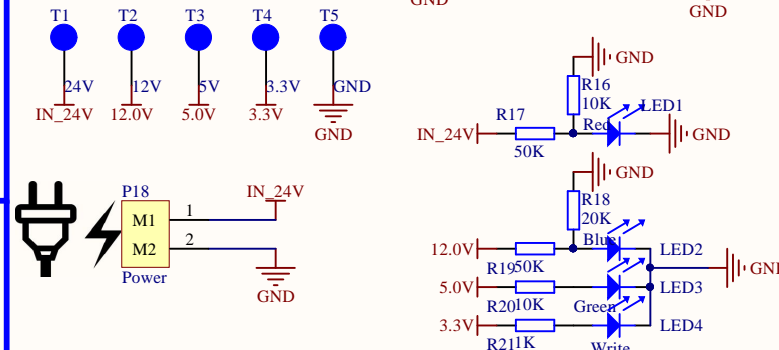 GND
GND
T1 T2 T3 T4 T5
24V 12V 5V 3.3V GND
IN_24V 12.0V 5.0V 3.3V
GND
P18
M1 1 IN_24V
M2 2
Power
GND
GND
R16
10K
LED1
R17
Red
IN_24V GND
50K
GND
R18
20K
Blue
12.0V LED2
R19 50K
GND
5.0V LED3
R20 10K Green
3.3V LED4
R21 1K Write